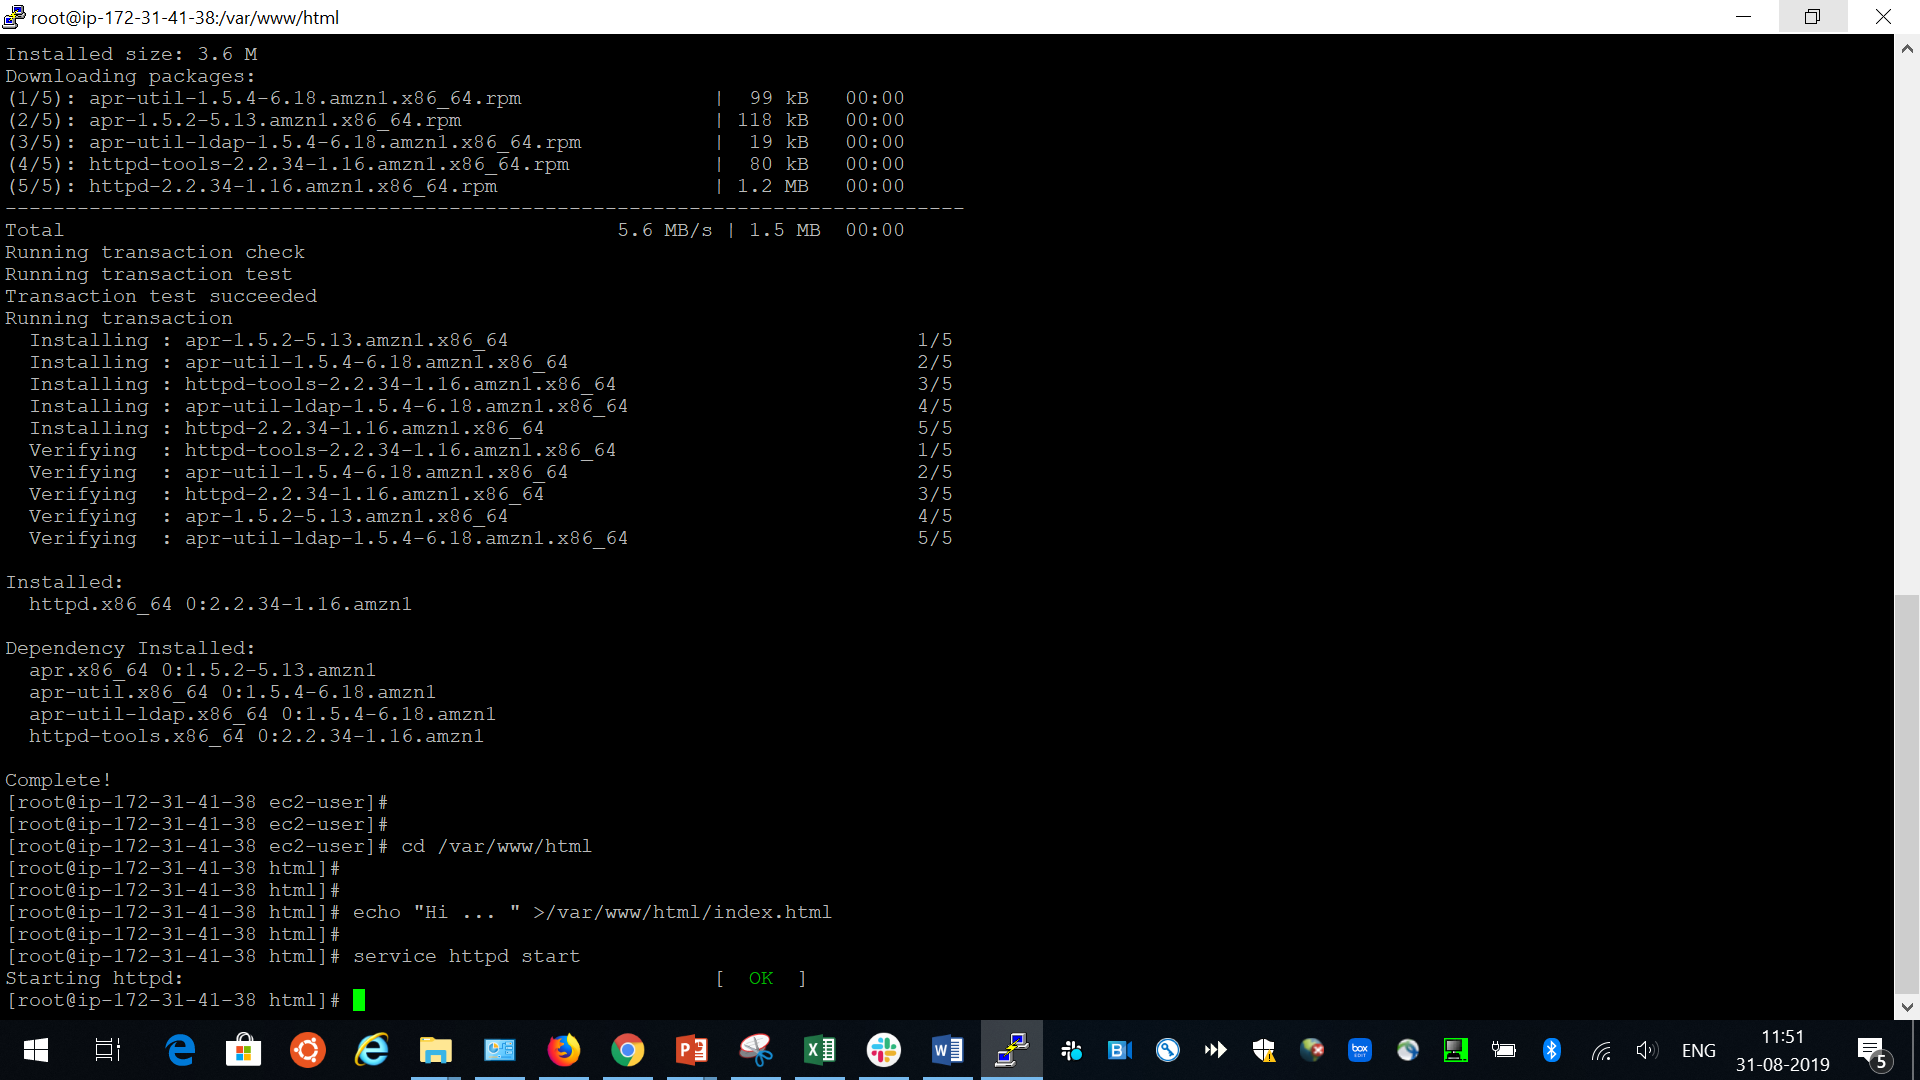 root@ip-172-31-41-38:/var/www/html
Installed size: 3.6 M
Downloading packages:
(1/5): apr-util-1.5.4-6.18.amzn1.x86_64.rpm | 99 kB 00:00
(2/5): apr-1.5.2-5.13.amzn1.x86_64.rpm | 118 kB 00:00
(3/5): apr-util-ldap-1.5.4-6.18.amzn1.x86_64.rpm | 19 kB 00:00
(4/5): httpd-tools-2.2.34-1.16.amzn1.x86_64.rpm | 80 kB 00:00
(5/5): httpd-2.2.34-1.16.amzn1.x86_64.rpm | 1.2 MB 00:00
--------------------------------------------------------------------------------
Total 5.6 MB/s | 1.5 MB 00:00
Running transaction check
Running transaction test
Transaction test succeeded
Running transaction
Installing : apr-1.5.2-5.13.amzn1.x86_64 1/5
Installing : apr-util-1.5.4-6.18.amzn1.x86_64 2/5
Installing : httpd-tools-2.2.34-1.16.amzn1.x86_64 3/5
Installing : apr-util-ldap-1.5.4-6.18.amzn1.x86_64 4/5
Installing : httpd-2.2.34-1.16.amzn1.x86_64 5/5
Verifying : httpd-tools-2.2.34-1.16.amzn1.x86_64 1/5
Verifying : apr-util-1.5.4-6.18.amzn1.x86_64 2/5
Verifying : httpd-2.2.34-1.16.amzn1.x86_64 3/5
Verifying : apr-1.5.2-5.13.amzn1.x86_64 4/5
Verifying : apr-util-ldap-1.5.4-6.18.amzn1.x86_64 5/5
Installed:
httpd.x86_64 0:2.2.34-1.16.amzn1
Dependency Installed:
apr.x86_64 0:1.5.2-5.13.amzn1
apr-util.x86_64 0:1.5.4-6.18.amzn1
apr-util-ldap.x86_64 0:1.5.4-6.18.amzn1
httpd-tools.x86_64 0:2.2.34-1.16.amzn1
Complete!
[root@ip-172-31-41-38 ec2-user]#
[root@ip-172-31-41-38 ec2-user]#
[root@ip-172-31-41-38 ec2-user]# cd /var/www/html
[root@ip-172-31-41-38 html]#
[root@ip-172-31-41-38 html]#
[root@ip-172-31-41-38 html]# echo "Hi ... " >/var/www/html/index.html
[root@ip-172-31-41-38 html]#
[root@ip-172-31-41-38 html]# service httpd start
Starting httpd: [ OK ]
[root@ip-172-31-41-38 html]#
ENG
11:51
31-08-2019
5